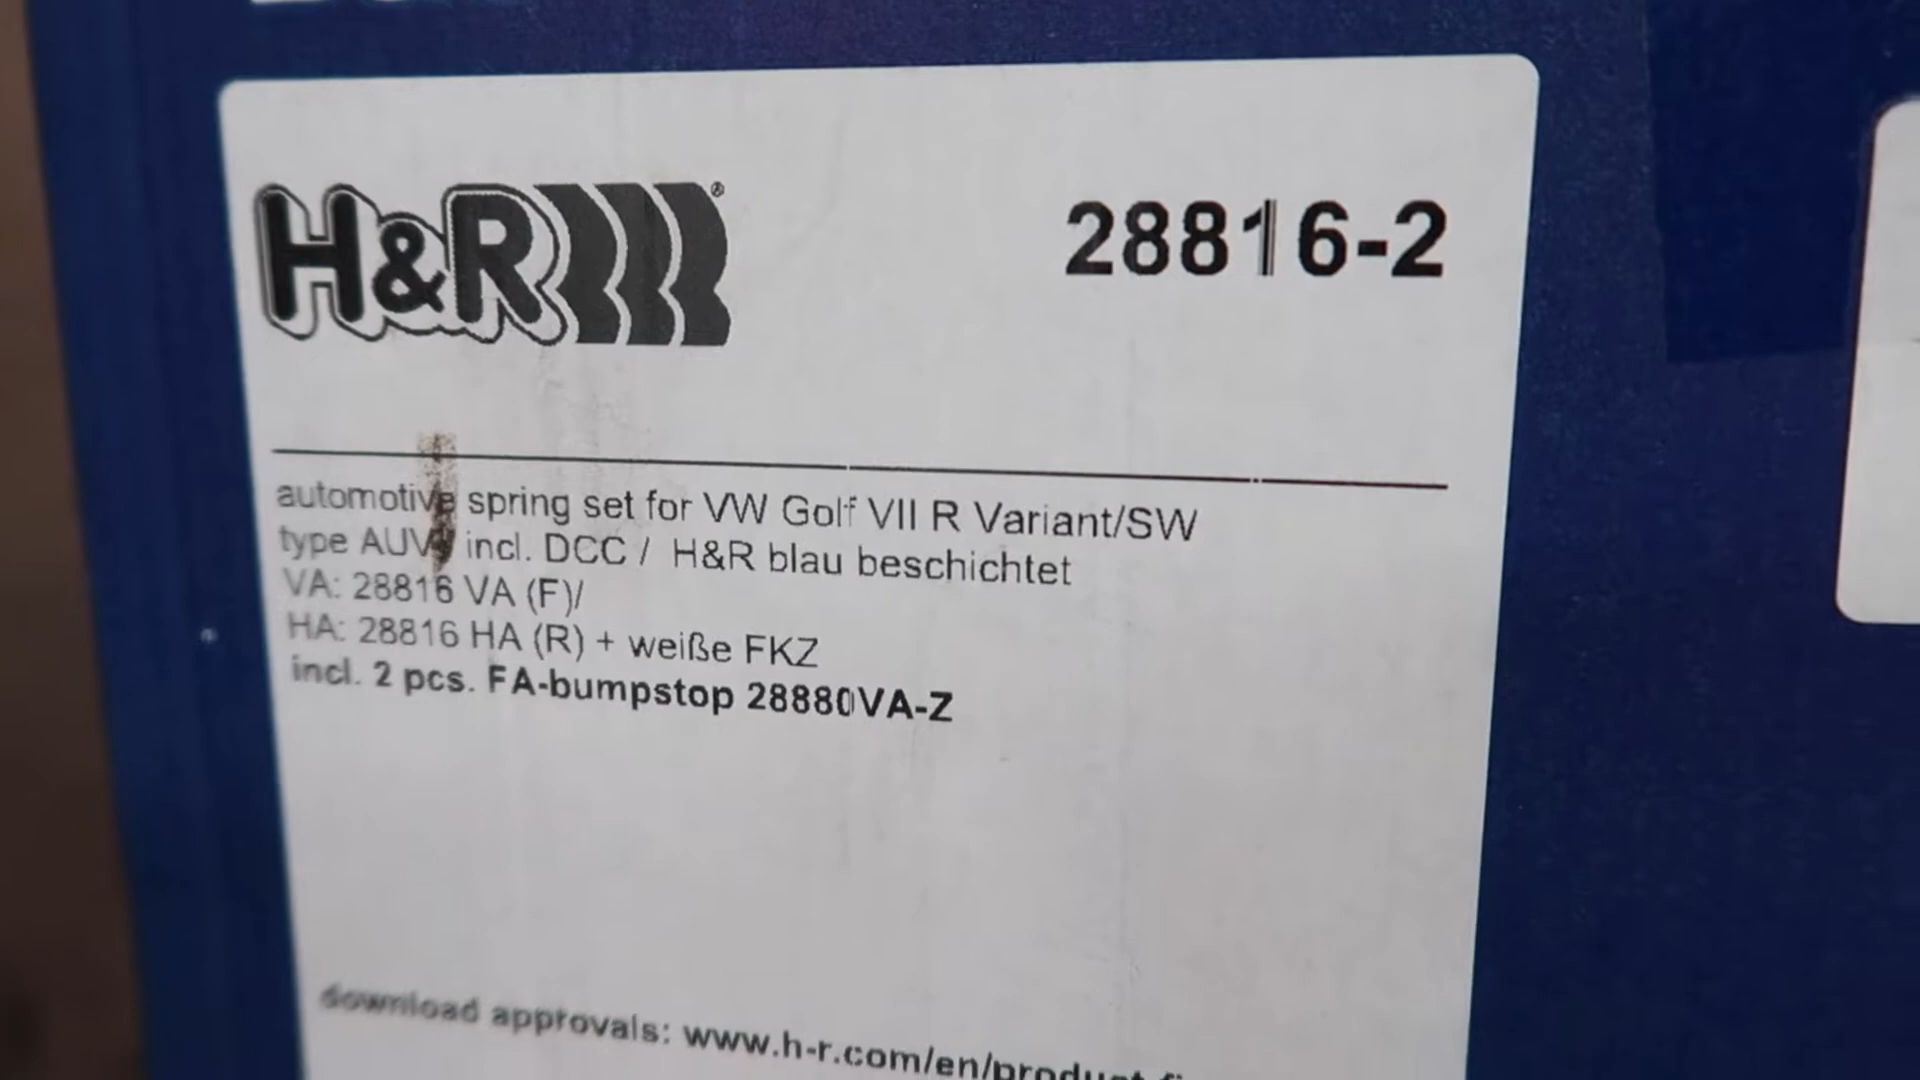 H&R®
28816-2
automotive spring set for VW Golf VII R Variant/SW
type AUV, incl. DCC / H&R blau beschichtet
VA: 28816 VA (F)/
HA: 28816 HA (R) + weiße FKZ
incl. 2 pcs. FA-bumpstop 28880VA-Z
download approvals: www.h-r.com/en/product-fi